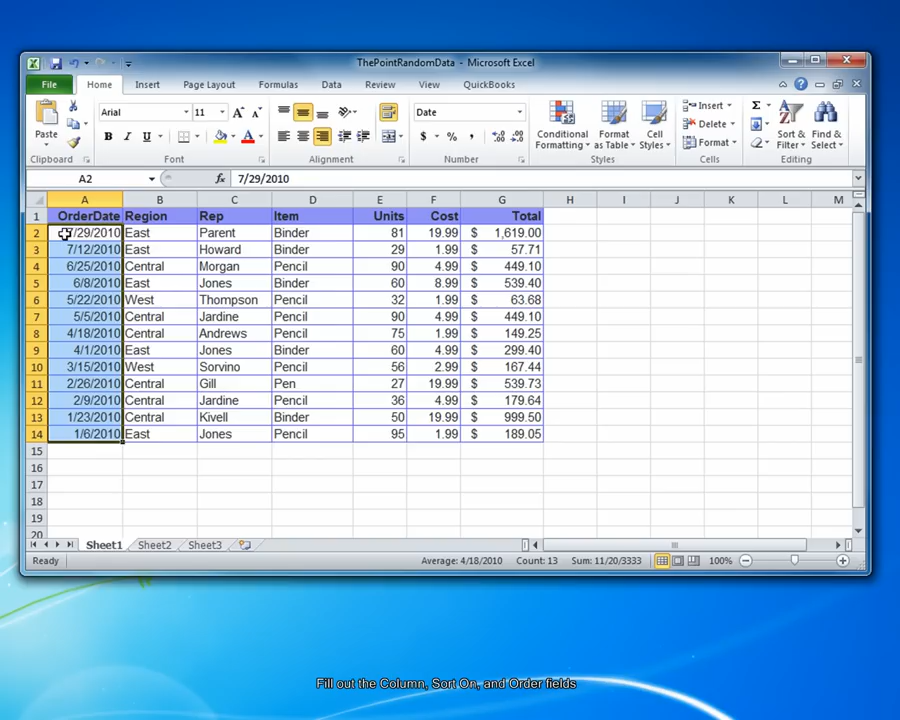 ThePointRandomData - Microsoft Excel
File Home Insert Page Layout Formulas Data Review View QuickBooks
Paste
Arial 11
B I U
A A
Date
$ % ,
Conditional Formatting
Format as Table
Cell Styles
Insert
Delete
Format
Σ
Sort & Filter
Find & Select
Clipboard Font Alignment Number Styles Cells Editing
A2 fx 7/29/2010
A B C D E F G H I J K L M
1 OrderDate Region Rep Item Units Cost Total
2 7/29/2010 East Parent Binder 81 19.99 $ 1,619.00
3 7/12/2010 East Howard Binder 29 1.99 $ 57.71
4 6/25/2010 Central Morgan Pencil 90 4.99 $ 449.10
5 6/8/2010 East Jones Binder 60 8.99 $ 539.40
6 5/22/2010 West Thompson Pencil 32 1.99 $ 63.68
7 5/5/2010 Central Jardine Pencil 90 4.99 $ 449.10
8 4/18/2010 Central Andrews Pencil 75 1.99 $ 149.25
9 4/1/2010 East Jones Binder 60 4.99 $ 299.40
10 3/15/2010 West Sorvino Pencil 56 2.99 $ 167.44
11 2/26/2010 Central Gill Pen 27 19.99 $ 539.73
12 2/9/2010 Central Jardine Pencil 36 4.99 $ 179.64
13 1/23/2010 Central Kivell Binder 50 19.99 $ 999.50
14 1/6/2010 East Jones Pencil 95 1.99 $ 189.05
15
16
17
18
19
20
Sheet1 Sheet2 Sheet3
Ready Average: 4/18/2010 Count: 13 Sum: 11/20/3333 100%
Fill out the Column, Sort On, and Order fields